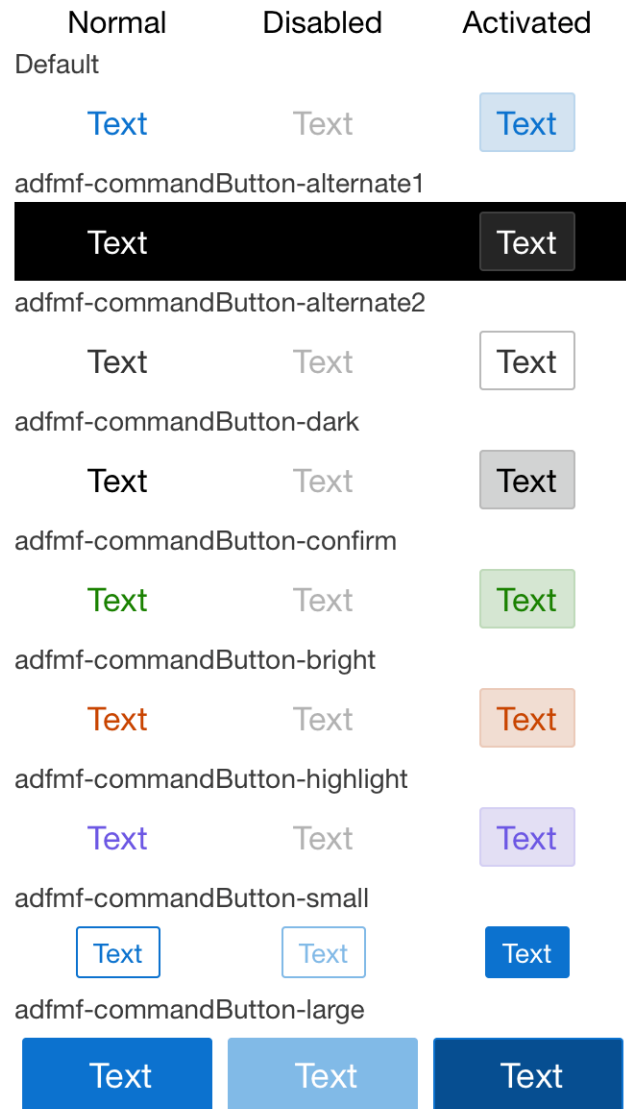 Normal Disabled Activated
Default
Text Text Text
adfmf-commandButton-alternate1
Text Text
adfmf-commandButton-alternate2
Text Text Text
adfmf-commandButton-dark
Text Text Text
adfmf-commandButton-confirm
Text Text Text
adfmf-commandButton-bright
Text Text Text
adfmf-commandButton-highlight
Text Text Text
adfmf-commandButton-small
Text Text Text
adfmf-commandButton-large
Text Text Text